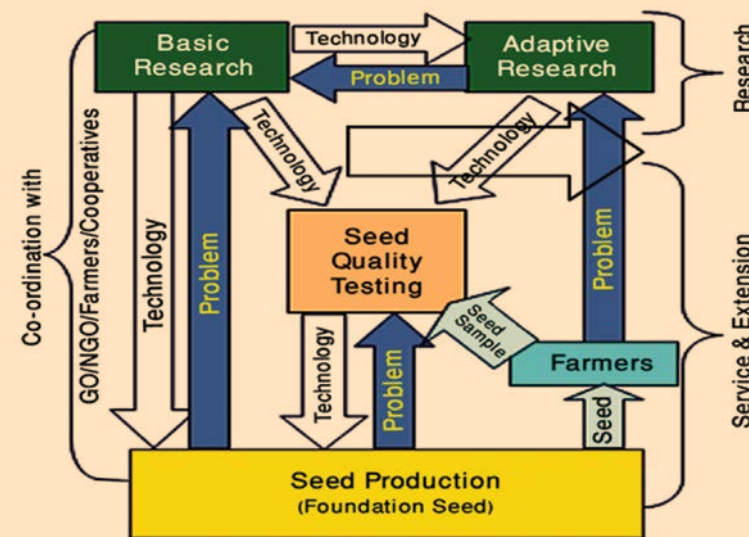 Basic
Research
Technology
Problem
Adaptive
Research
Research
Technology
Technology
Co-ordination with
GO/NGO/Farmers/Cooperatives
Technology
Problem
Seed
Quality
Testing
Problem
Service & Extension
Seed
Sample
Farmers
Technology
Problem
Seed
Seed Production
(Foundation Seed)